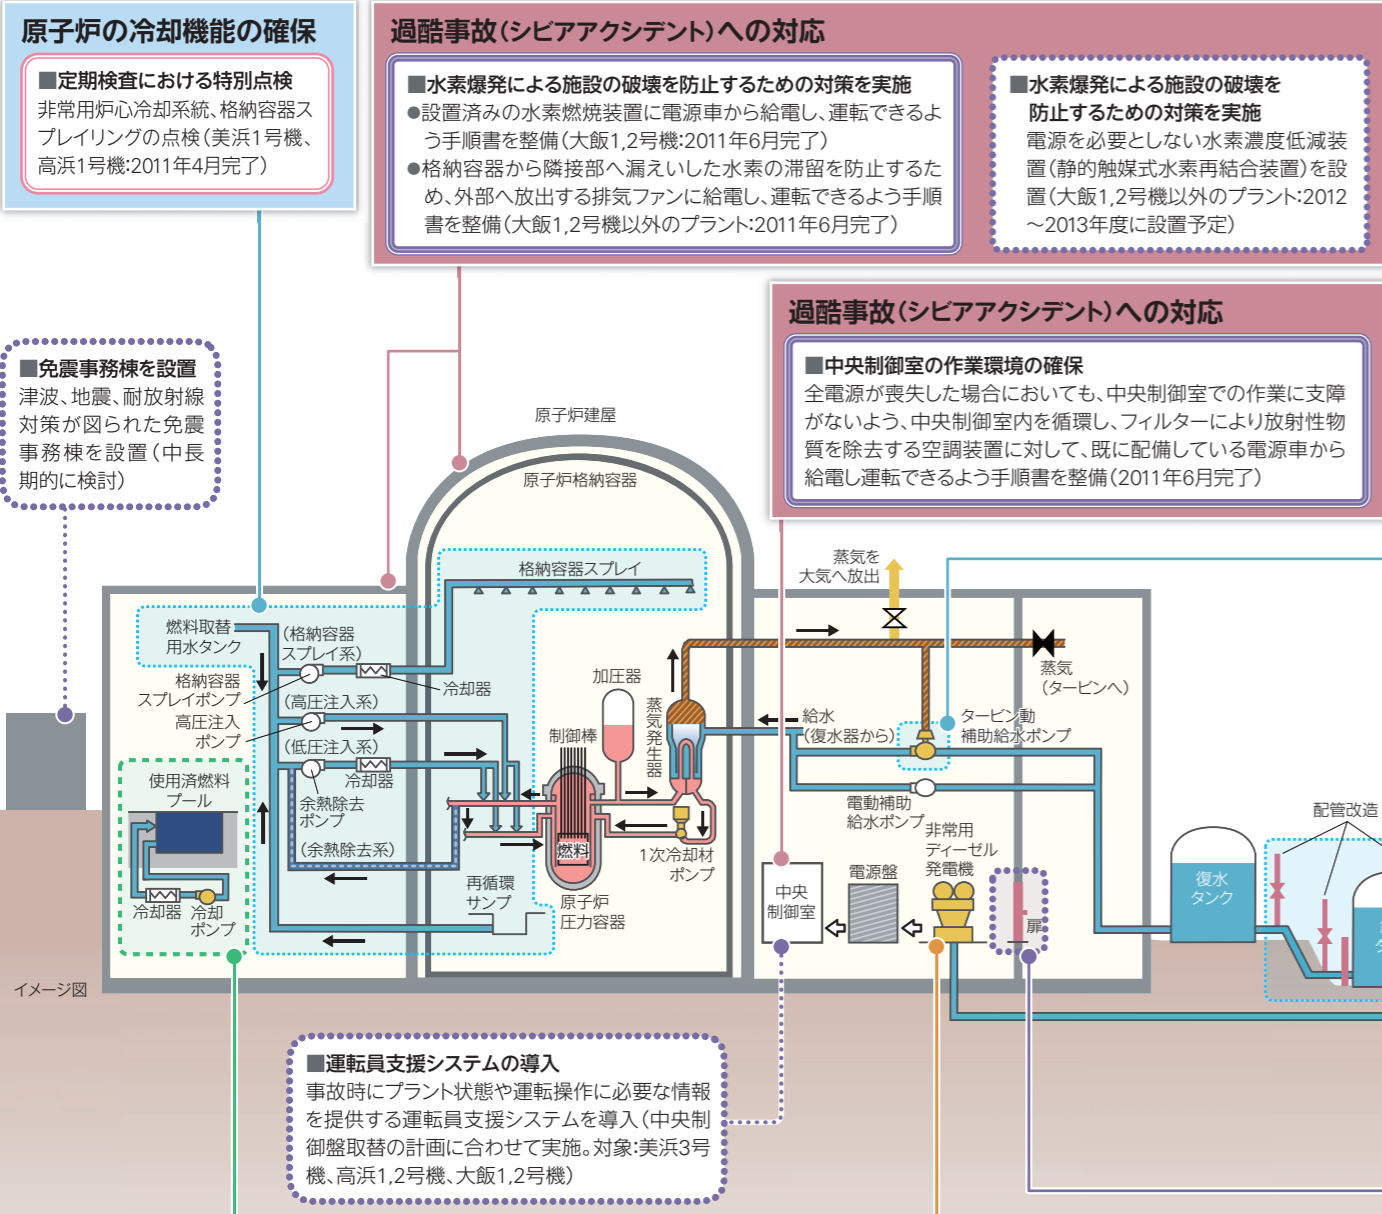 原子炉の冷却機能の確保
■定期検査における特別点検
非常用炉心冷却系統、格納容器ス
プレイリングの点検(美浜1号機、
高浜1号機:2011年4月完了)
過酷事故(シビアアクシデント)への対応
■水素爆発による施設の破壊を防止するための対策を実施
●設置済みの水素燃焼装置に電源車から給電し、運転できるよ
う手順書を整備(大飯1,2号機:2011年6月完了)
●格納容器から隣接部へ漏えいした水素の滞留を防止するた
め、外部へ放出する排気ファンに給電し、運転できるよう手順
書を整備(大飯1,2号機以外のプラント:2011年6月完了)
■水素爆発による施設の破壊を
防止するための対策を実施
電源を必要としない水素濃度低減装
置(静的触媒式水素再結合装置)を設
置(大飯1,2号機以外のプラント:2012
～2013年度に設置予定)
過酷事故(シビアアクシデント)への対応
■中央制御室の作業環境の確保
全電源が喪失した場合においても、中央制御室での作業に支障
がないよう、中央制御室内を循環し、フィルターにより放射性物
質を除去する空調装置に対して、既に配備している電源車から
給電し運転できるよう手順書を整備(2011年6月完了)
■免震事務棟を設置
津波、地震、耐放射線
対策が図られた免震
事務棟を設置(中長
期的に検討)
原子炉建屋
原子炉格納容器
格納容器スプレイ
蒸気を
大気へ放出
燃料取替
用水タンク
(格納容器
スプレイ系)
格納容器
スプレイポンプ
冷却器
高圧注入
ポンプ
(高圧注入系)
(低圧注入系)
冷却器
余熱除去
ポンプ
(余熱除去系)
使用済燃料
プール
冷却器
冷却
ポンプ
再循環
サンプ
加圧器
制御棒
蒸気発生器
燃料
1次冷却材
ポンプ
原子炉
圧力容器
蒸気
(タービンへ)
給水
(復水器から)
タービン動
補助給水ポンプ
電動補助
給水ポンプ
非常用
ディーゼル
発電機
電源盤
中央
制御室
扉
復水
タンク
配管改造
イメージ図
■運転員支援システムの導入
事故時にプラント状態や運転操作に必要な情報
を提供する運転員支援システムを導入(中央制
御盤取替の計画に合わせて実施。対象:美浜3号
機、高浜1,2号機、大飯1,2号機)